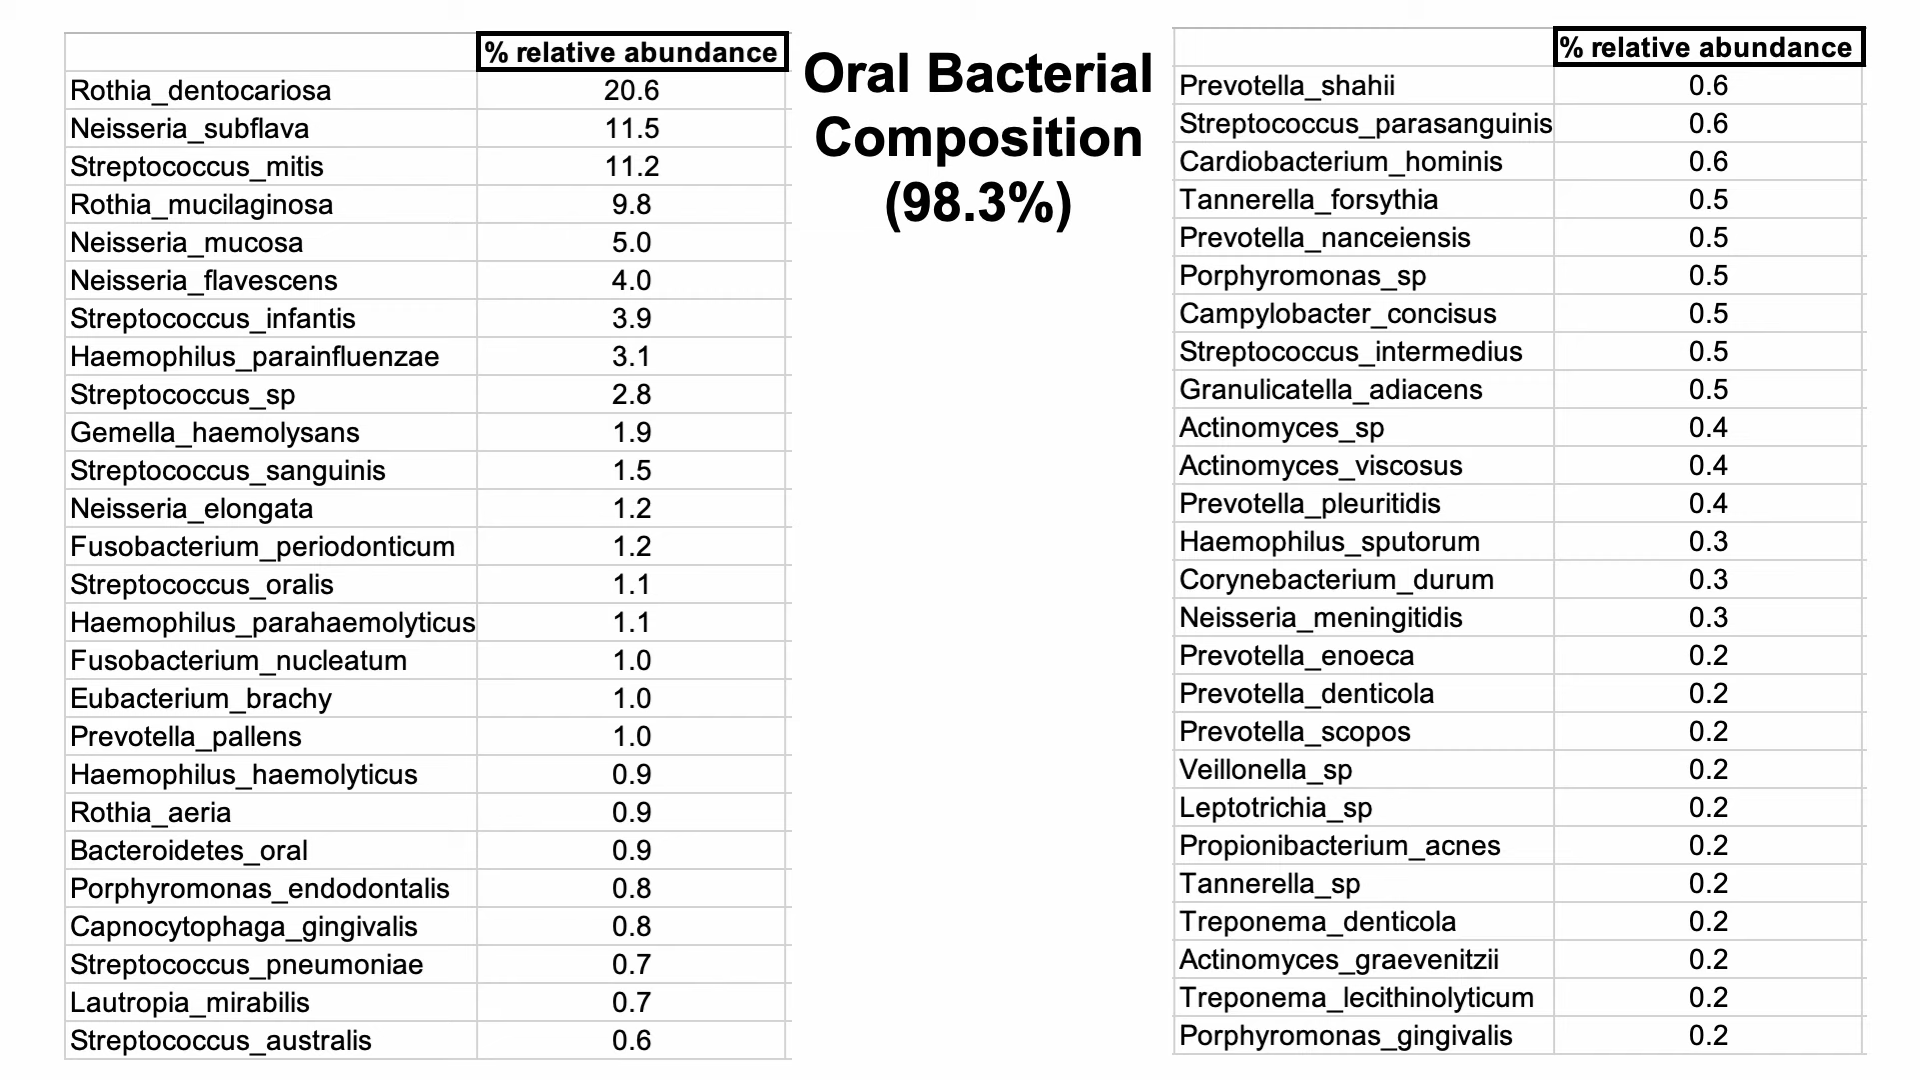 % relative abundance
Rothia_dentocariosa 20.6
Neisseria_subflava 11.5
Streptococcus_mitis 11.2
Rothia_mucilaginosa 9.8
Neisseria_mucosa 5.0
Neisseria_flavescens 4.0
Streptococcus_infantis 3.9
Haemophilus_parainfluenzae 3.1
Streptococcus_sp 2.8
Gemella_haemolysans 1.9
Streptococcus_sanguinis 1.5
Neisseria_elongata 1.2
Fusobacterium_periodonticum 1.2
Streptococcus_oralis 1.1
Haemophilus_parahaemolyticus 1.1
Fusobacterium_nucleatum 1.0
Eubacterium_brachy 1.0
Prevotella_pallens 1.0
Haemophilus_haemolyticus 0.9
Rothia_aeria 0.9
Bacteroidetes_oral 0.9
Porphyromonas_endodontalis 0.8
Capnocytophaga_gingivalis 0.8
Streptococcus_pneumoniae 0.7
Lautropia_mirabilis 0.7
Streptococcus_australis 0.6
Oral Bacterial
Composition
(98.3%)
% relative abundance
Prevotella_shahii 0.6
Streptococcus_parasanguinis 0.6
Cardiobacterium_hominis 0.6
Tannerella_forsythia 0.5
Prevotella_nanceiensis 0.5
Porphyromonas_sp 0.5
Campylobacter_concisus 0.5
Streptococcus_intermedius 0.5
Granulicatella_adiacens 0.5
Actinomyces_sp 0.4
Actinomyces_viscosus 0.4
Prevotella_pleuritidis 0.4
Haemophilus_sputorum 0.3
Corynebacterium_durum 0.3
Neisseria_meningitidis 0.3
Prevotella_enoeca 0.2
Prevotella_denticola 0.2
Prevotella_scopos 0.2
Veillonella_sp 0.2
Leptotrichia_sp 0.2
Propionibacterium_acnes 0.2
Tannerella_sp 0.2
Treponema_denticola 0.2
Actinomyces_graevenitzii 0.2
Treponema_lecithinolyticum 0.2
Porphyromonas_gingivalis 0.2